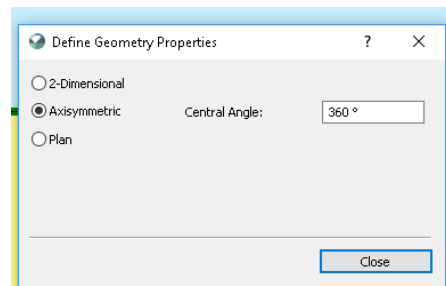 Define Geometry Properties ? ×
2-Dimensional
Axisymmetric Central Angle: 360 °
Plan
Close